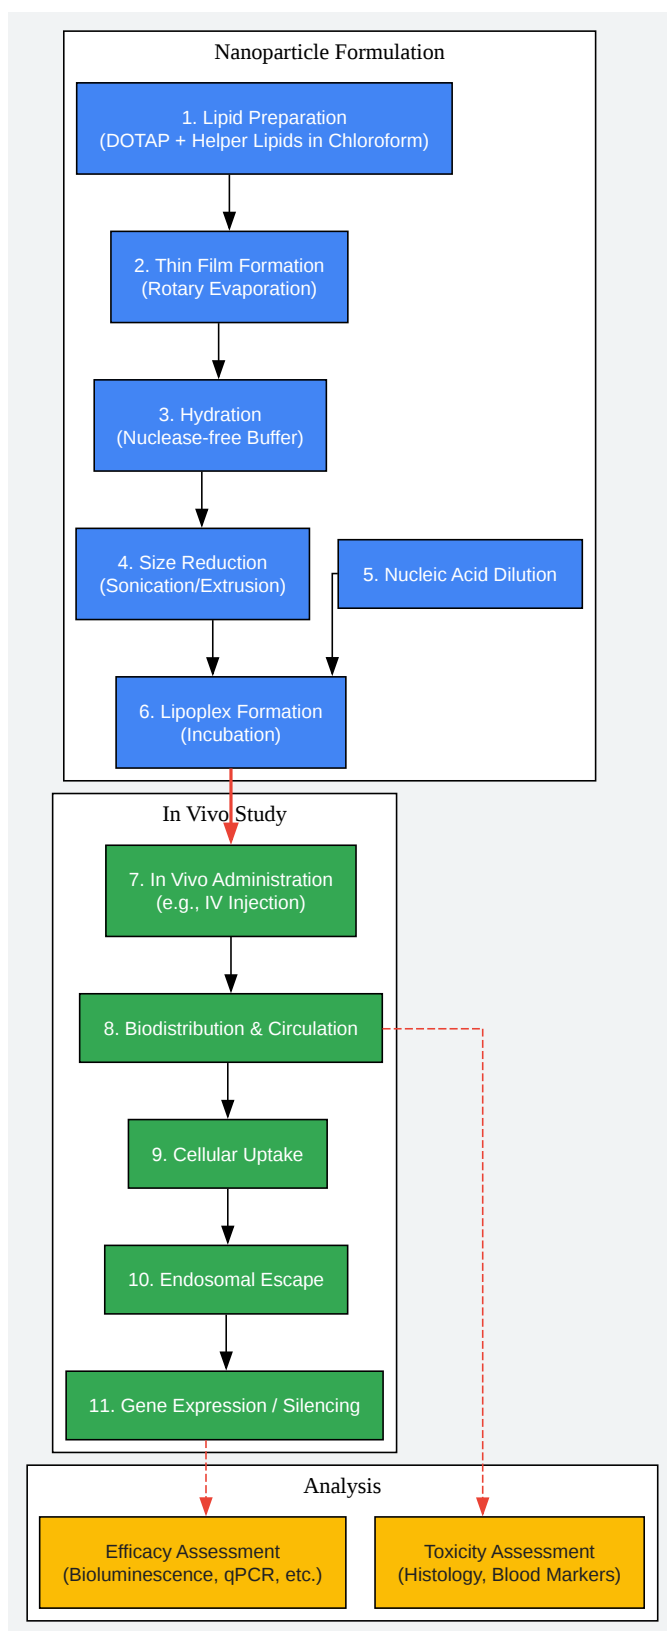 Nanoparticle Formulation
1. Lipid Preparation
(DOTAP + Helper Lipids in Chloroform)
2. Thin Film Formation
(Rotary Evaporation)
3. Hydration
(Nuclease-free Buffer)
4. Size Reduction
(Sonication/Extrusion)
5. Nucleic Acid Dilution
6. Lipoplex Formation
(Incubation)
In Vivo Study
7. In Vivo Administration
(e.g., IV Injection)
8. Biodistribution & Circulation
9. Cellular Uptake
10. Endosomal Escape
11. Gene Expression / Silencing
Analysis
Efficacy Assessment
(Bioluminescence, qPCR, etc.)
Toxicity Assessment
(Histology, Blood Markers)